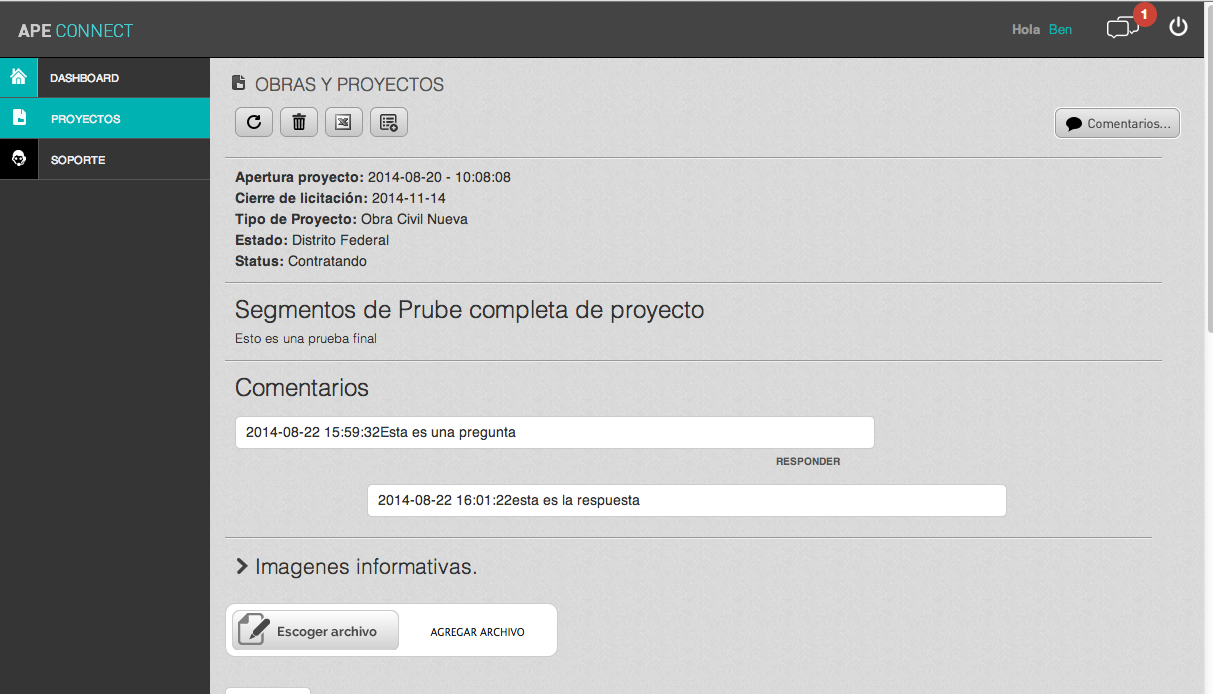 APE CONNECT
Hola Ben
1
DASHBOARD
PROYECTOS
SOPORTE
OBRAS Y PROYECTOS
Comentarios...
Apertura proyecto: 2014-08-20 - 10:08:08
Cierre de licitación: 2014-11-14
Tipo de Proyecto: Obra Civil Nueva
Estado: Distrito Federal
Status: Contratando
Segmentos de Prube completa de proyecto
Esto es una prueba final
Comentarios
2014-08-22 15:59:32Esta es una pregunta
RESPONDER
2014-08-22 16:01:22esta es la respuesta
Imagenes informativas.
Escoger archivo
AGREGAR ARCHIVO